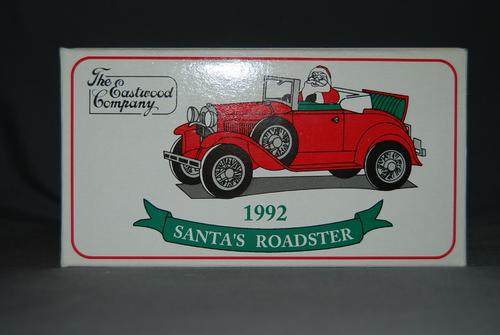 The
Eastwood
Company
1992
SANTA'S ROADSTER